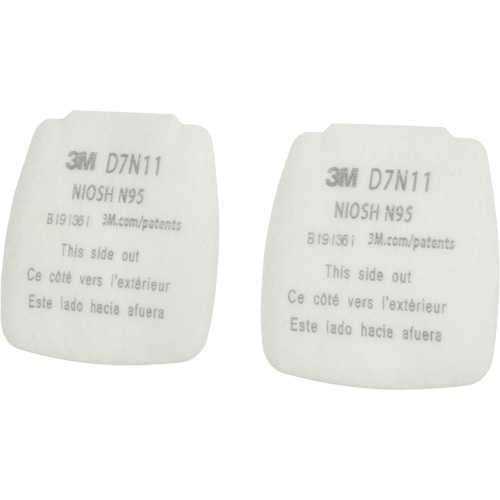 3M D7N11
NIOSH N95
B191361 3M.com/patents
This side out
Ce côté vers l'extérieur
Este lado hacia afuera
3M D7N11
NIOSH N95
B191361 3M.com/patents
This side out
Ce côté vers l'extérieur
Este lado hacia afuera